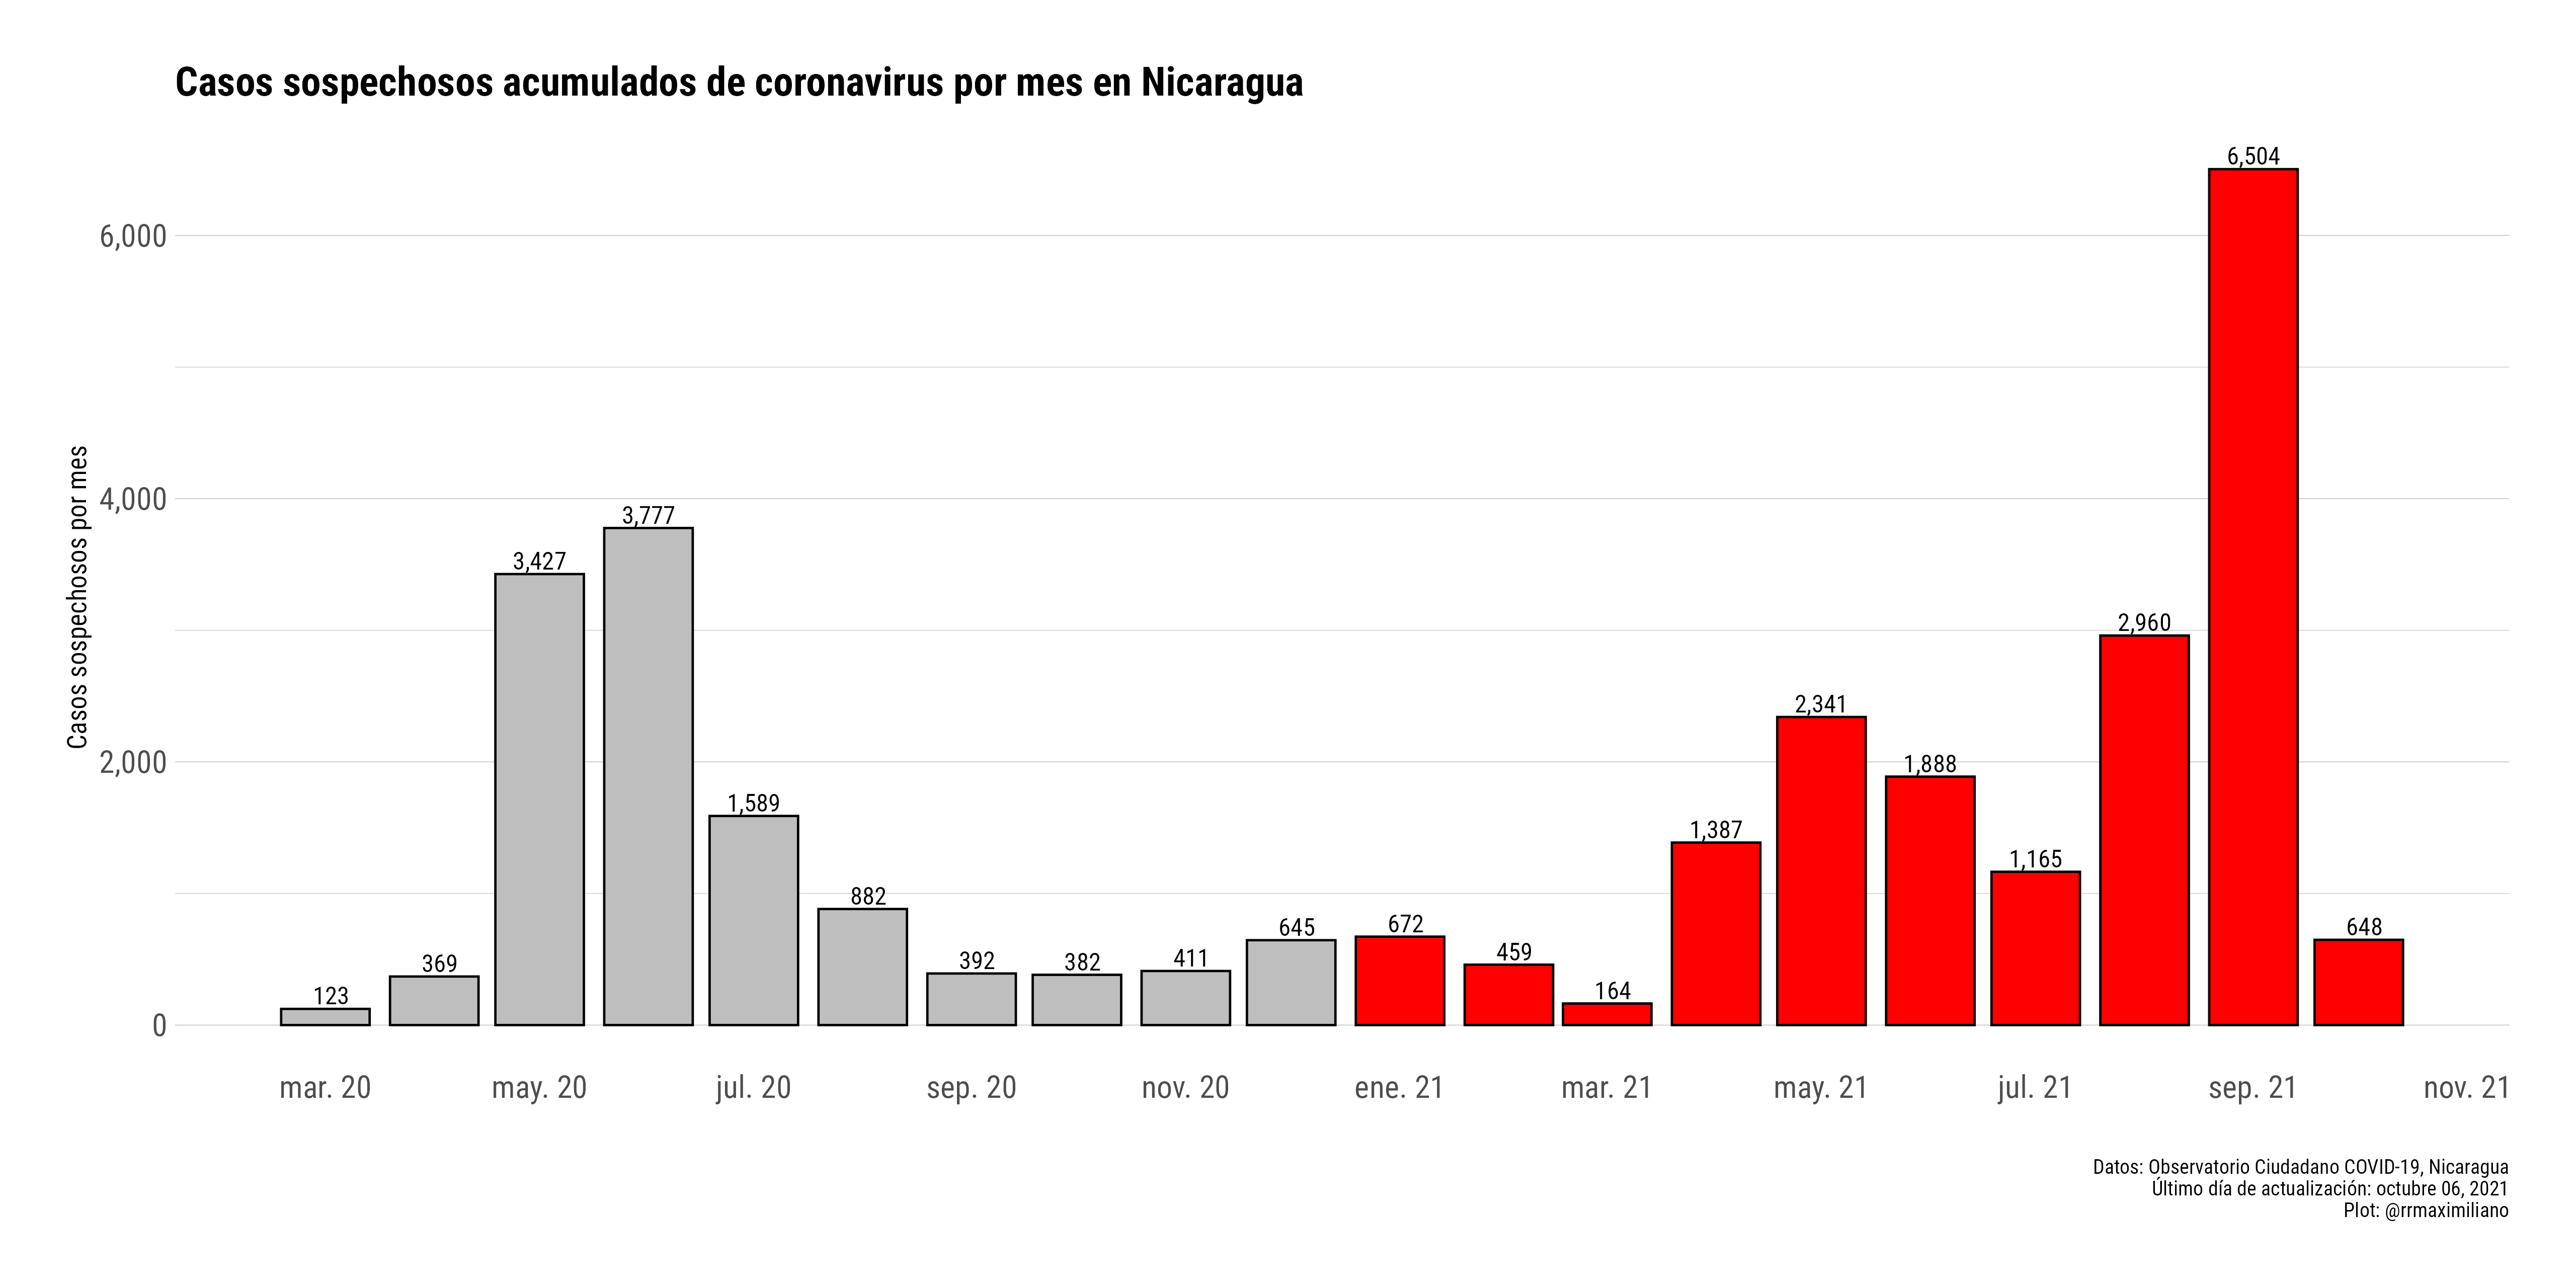 Casos sospechosos acumulados de coronavirus por mes en Nicaragua
Casos sospechosos por mes
6,000
4,000
2,000
0
123
369
3,427
3,777
1,589
882
392
382
411
645
672
459
164
1,387
2,341
1,888
1,165
2,960
6,504
648
mar. 20
may. 20
jul. 20
sep. 20
nov. 20
ene. 21
mar. 21
may. 21
jul. 21
sep. 21
nov. 21
Datos: Observatorio Ciudadano COVID-19, Nicaragua
Último día de actualización: octubre 06, 2021
Plot: @rrmaximiliano